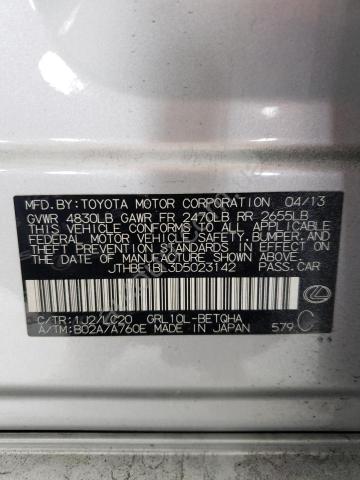 MFD.BY:TOYOTA MOTOR CORPORATION 04/13
GVWR 4830LB GAWR FR 2470LB RR 2655LB
THIS VEHICLE CONFORMS TO ALL APPLICABLE
FEDERAL MOTOR VEHICLE SAFETY,BUMPER,AND
THEFT PREVENTION STANDARDS IN EFFECT ON
THE DATE OF MANUFACTURE SHOWN ABOVE.
JTHBE1BL3D5023142 PASS.CAR
C/TR:1J2/LC20 GRL10L-BETQHA
A/TM:B02A/A760E MADE IN JAPAN 579 C